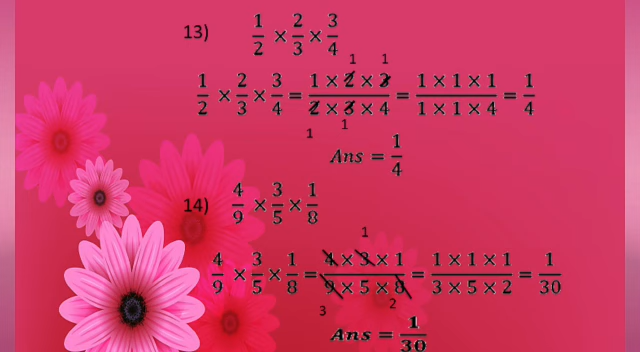 13) 1/2 × 2/3 × 3/4
1 1
1/2 × 2/3 × 3/4 = 1 × 2 × 3/2 × 3 × 4 = 1 × 1 × 1/1 × 1 × 4 = 1/4
1 1
Ans = 1/4
14) 4/9 × 3/5 × 1/8
1
4/9 × 3/5 × 1/8 = 4 × 3 × 1/9 × 5 × 8 = 1 × 1 × 1/3 × 5 × 2 = 1/30
3 2
Ans = 1/30